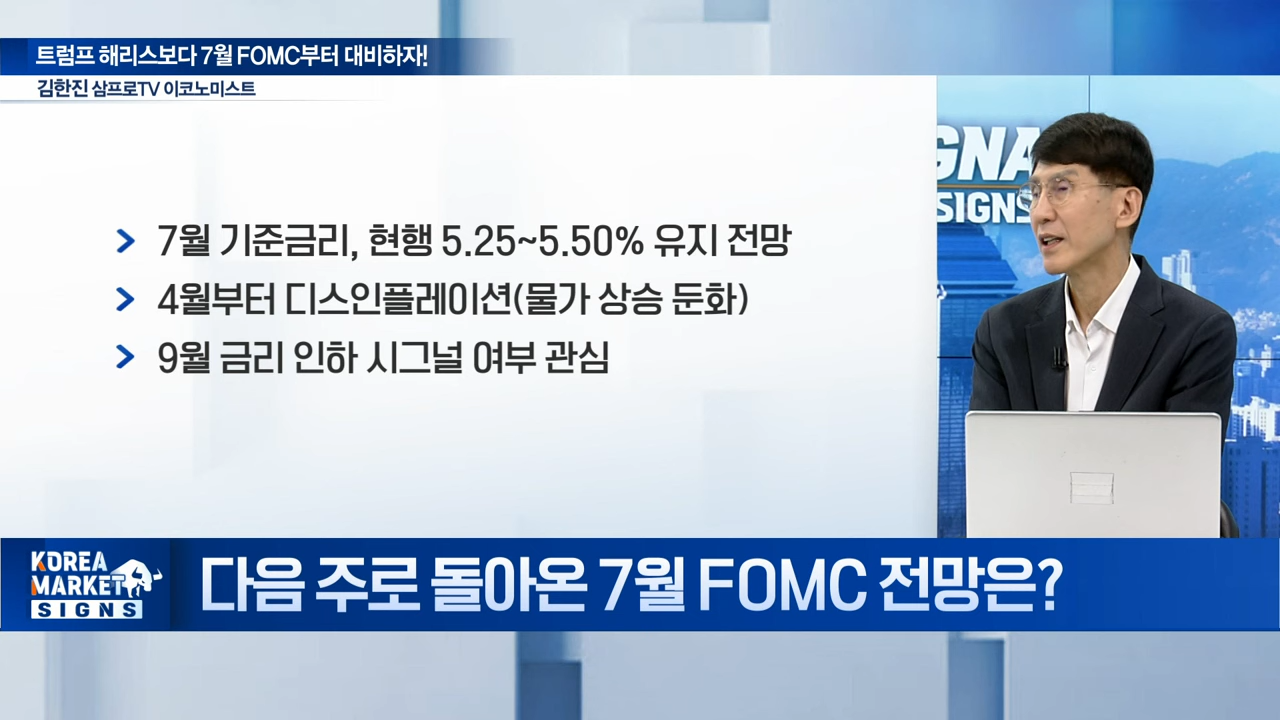 트럼프 해리스보다 7월 FOMC부터 대비하자!
김한진 삼프로TV 이코노미스트
GNA
SIGNS
7월 기준금리, 현행 5.25~5.50% 유지 전망
4월부터 디스인플레이션(물가 상승 둔화)
9월 금리 인하 시그널 여부 관심
KOREA
MARKET
SIGNS
다음 주로 돌아온 7월 FOMC 전망은?